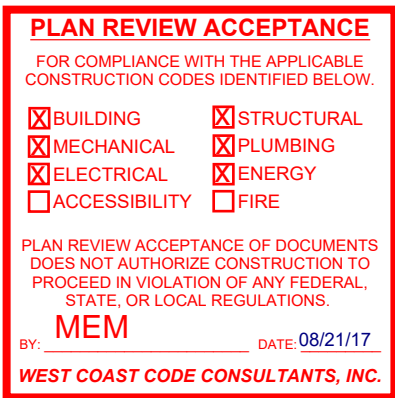 PLAN REVIEW ACCEPTANCE
FOR COMPLIANCE WITH THE APPLICABLE
CONSTRUCTION CODES IDENTIFIED BELOW.
X BUILDING X STRUCTURAL
X MECHANICAL X PLUMBING
X ELECTRICAL X ENERGY
ACCESSIBILITY FIRE
PLAN REVIEW ACCEPTANCE OF DOCUMENTS
DOES NOT AUTHORIZE CONSTRUCTION TO
PROCEED IN VIOLATION OF ANY FEDERAL,
STATE, OR LOCAL REGULATIONS.
BY: MEM DATE: 08/21/17
WEST COAST CODE CONSULTANTS, INC.